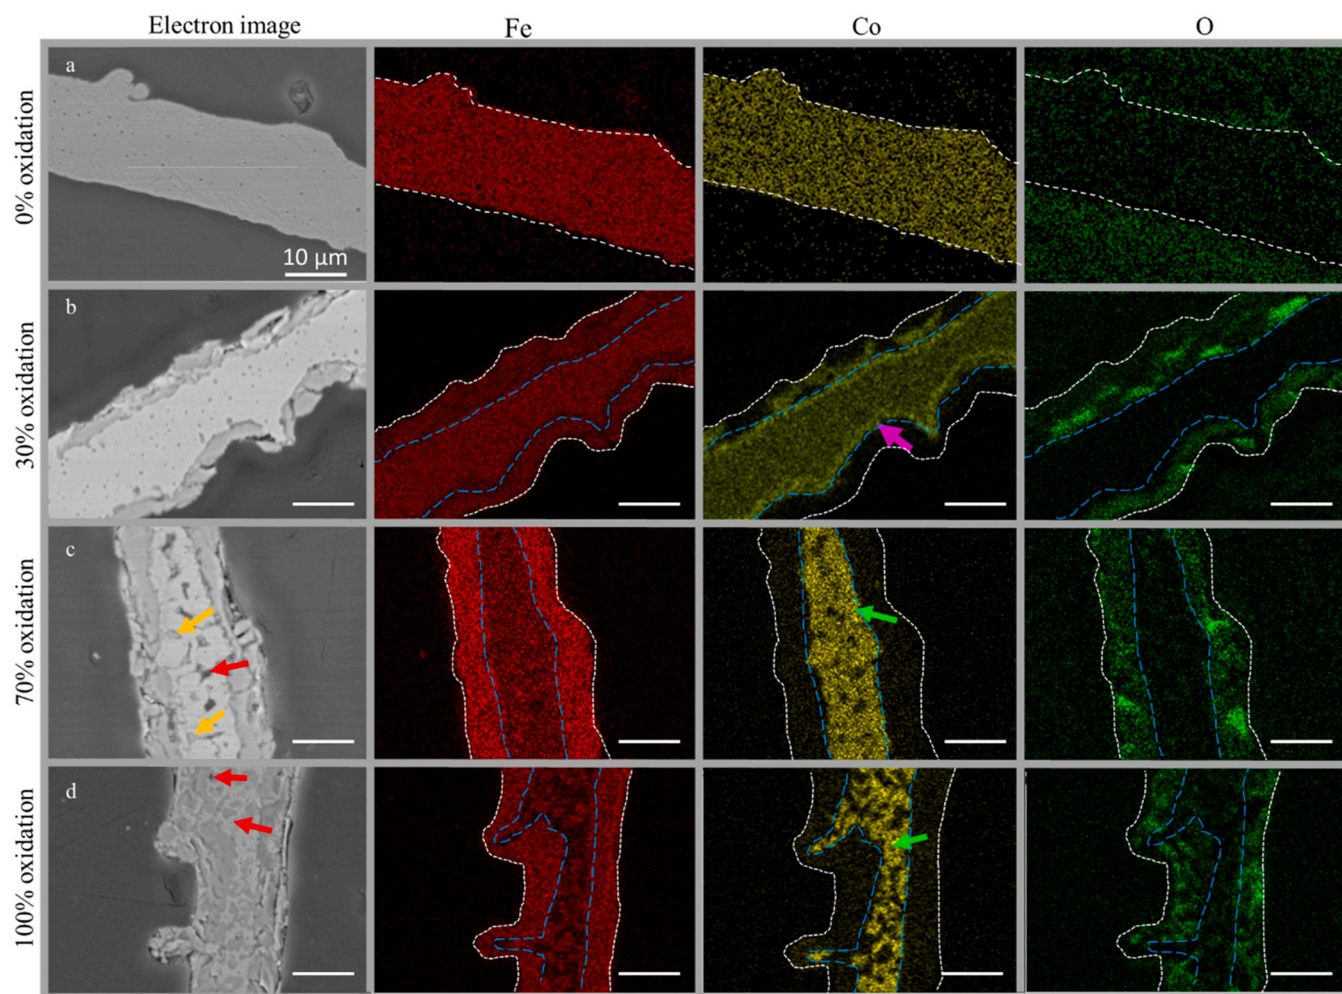 Electron image Fe Co O
0% oxidation
a
10 µm
30% oxidation
b
70% oxidation
c
100% oxidation
d